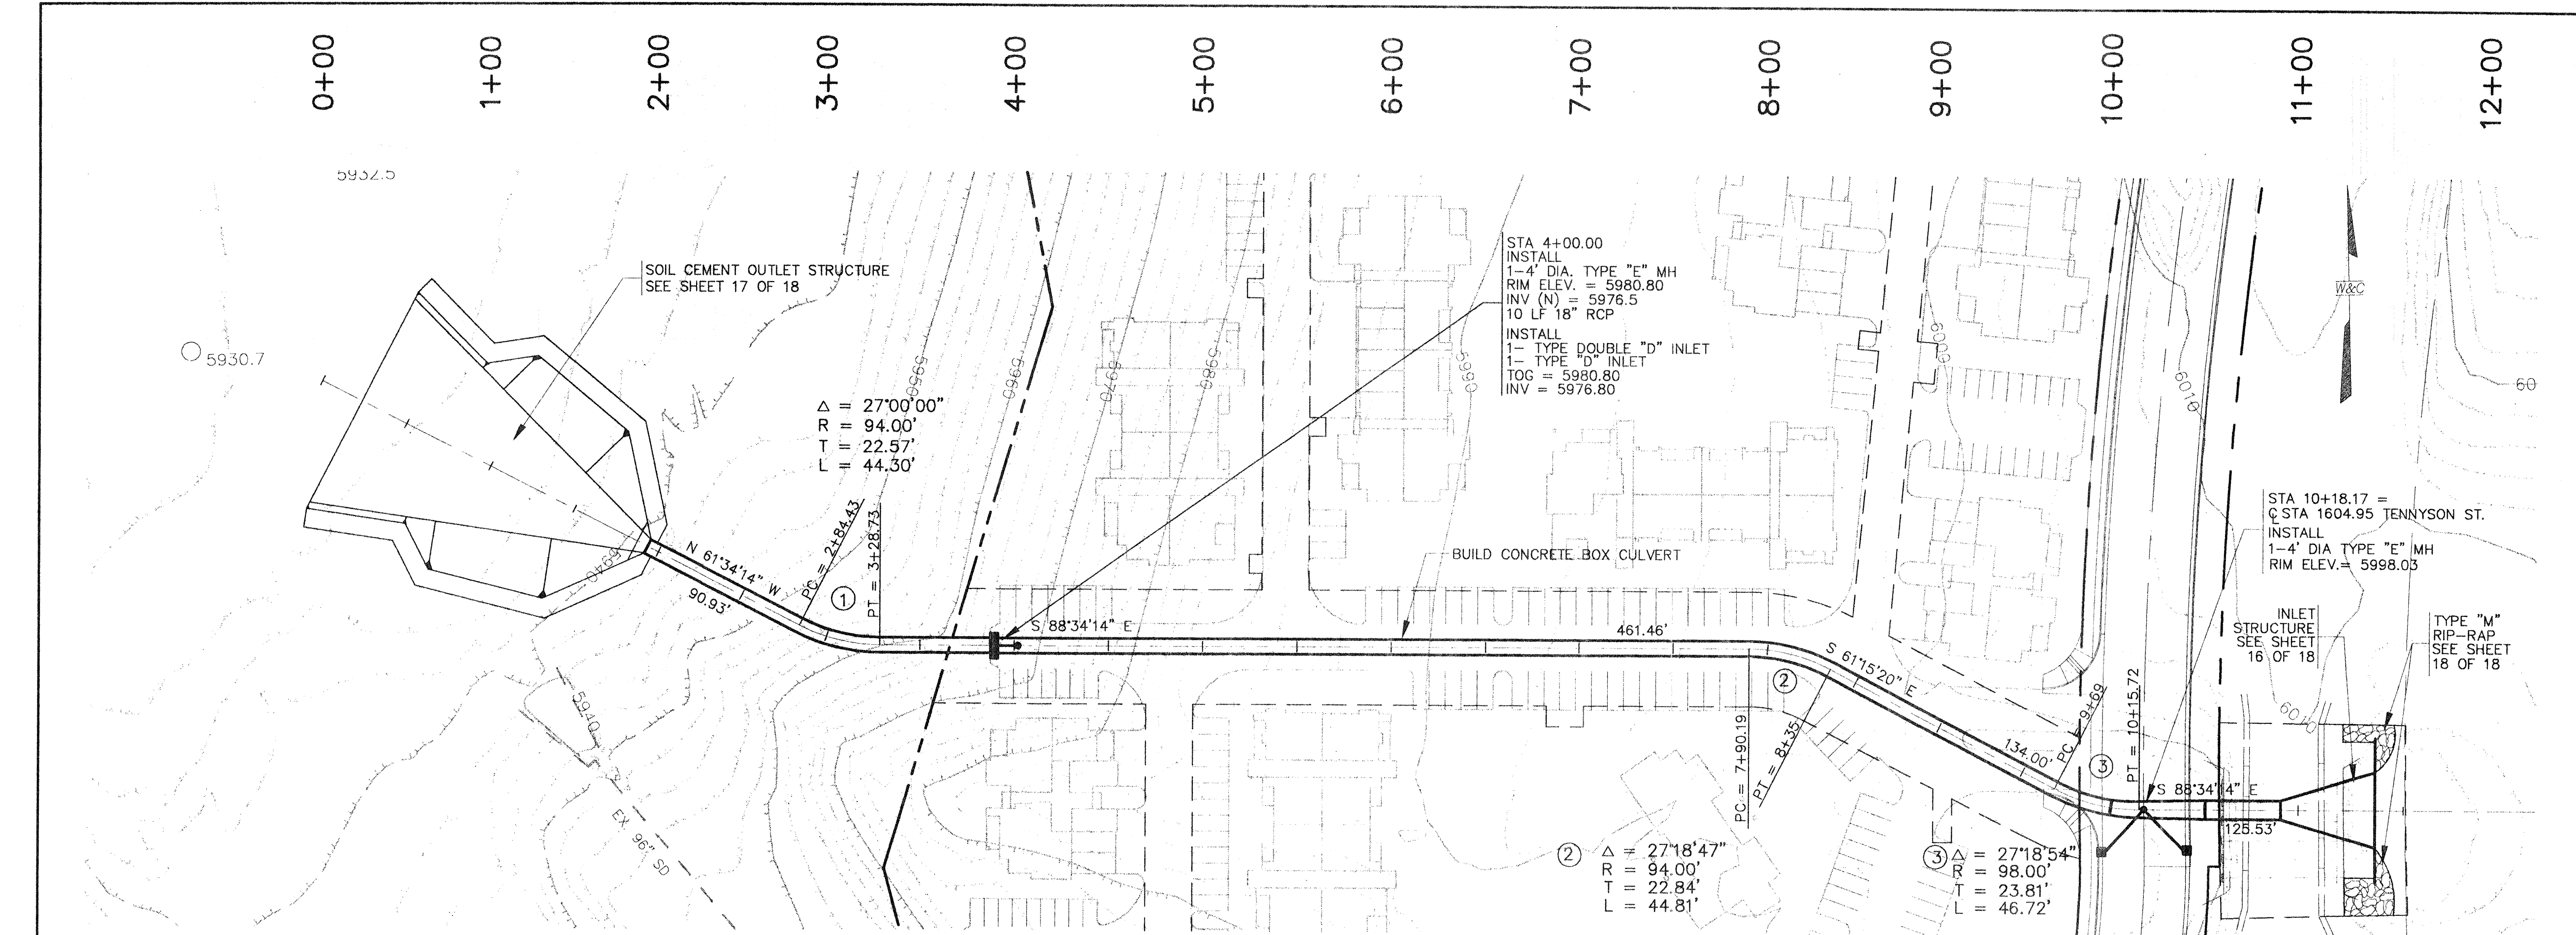 0+00
1+00
2+00
3+00
4+00
5+00
6+00
7+00
8+00
9+00
10+00
11+00
12+00
5932.5
5930.7
SOIL CEMENT OUTLET STRUCTURE
SEE SHEET 17 OF 18
Δ = 27°00'00"
R = 94.00'
T = 22.57'
L = 44.30'
5950
5960
5970
5980
5990
6000
6010
60
STA 4+00.00
INSTALL
1-4' DIA. TYPE "E" MH
RIM ELEV. = 5980.80
INV (N) = 5976.5
10 LF 18" RCP
INSTALL
1- TYPE DOUBLE "D" INLET
1- TYPE "D" INLET
TOG = 5980.80
INV = 5976.80
W&C
STA 10+18.17 =
℄ STA 1604.95 TENNYSON ST.
INSTALL
1-4' DIA TYPE "E" MH
RIM ELEV.= 5998.03
BUILD CONCRETE BOX CULVERT
5940
N 61°34'14" W
90.93'
PC = 2+84.43
1
PT = 3+28.73
S 88°34'14" E
461.46'
INLET
STRUCTURE
SEE SHEET
16 OF 18
TYPE "M"
RIP-RAP
SEE SHEET
18 OF 18
5940
EX. 96" SD
2
S 61°15'20" E
134.00'
PC = 7+90.19
PT = 8+35
PC = 9+69
3
PT = 10+15.72
S 88°34'14" E
125.53'
6010
2
Δ = 27°18'47"
R = 94.00'
T = 22.84'
L = 44.81'
3
Δ = 27°18'54"
R = 98.00'
T = 23.81'
L = 46.72'